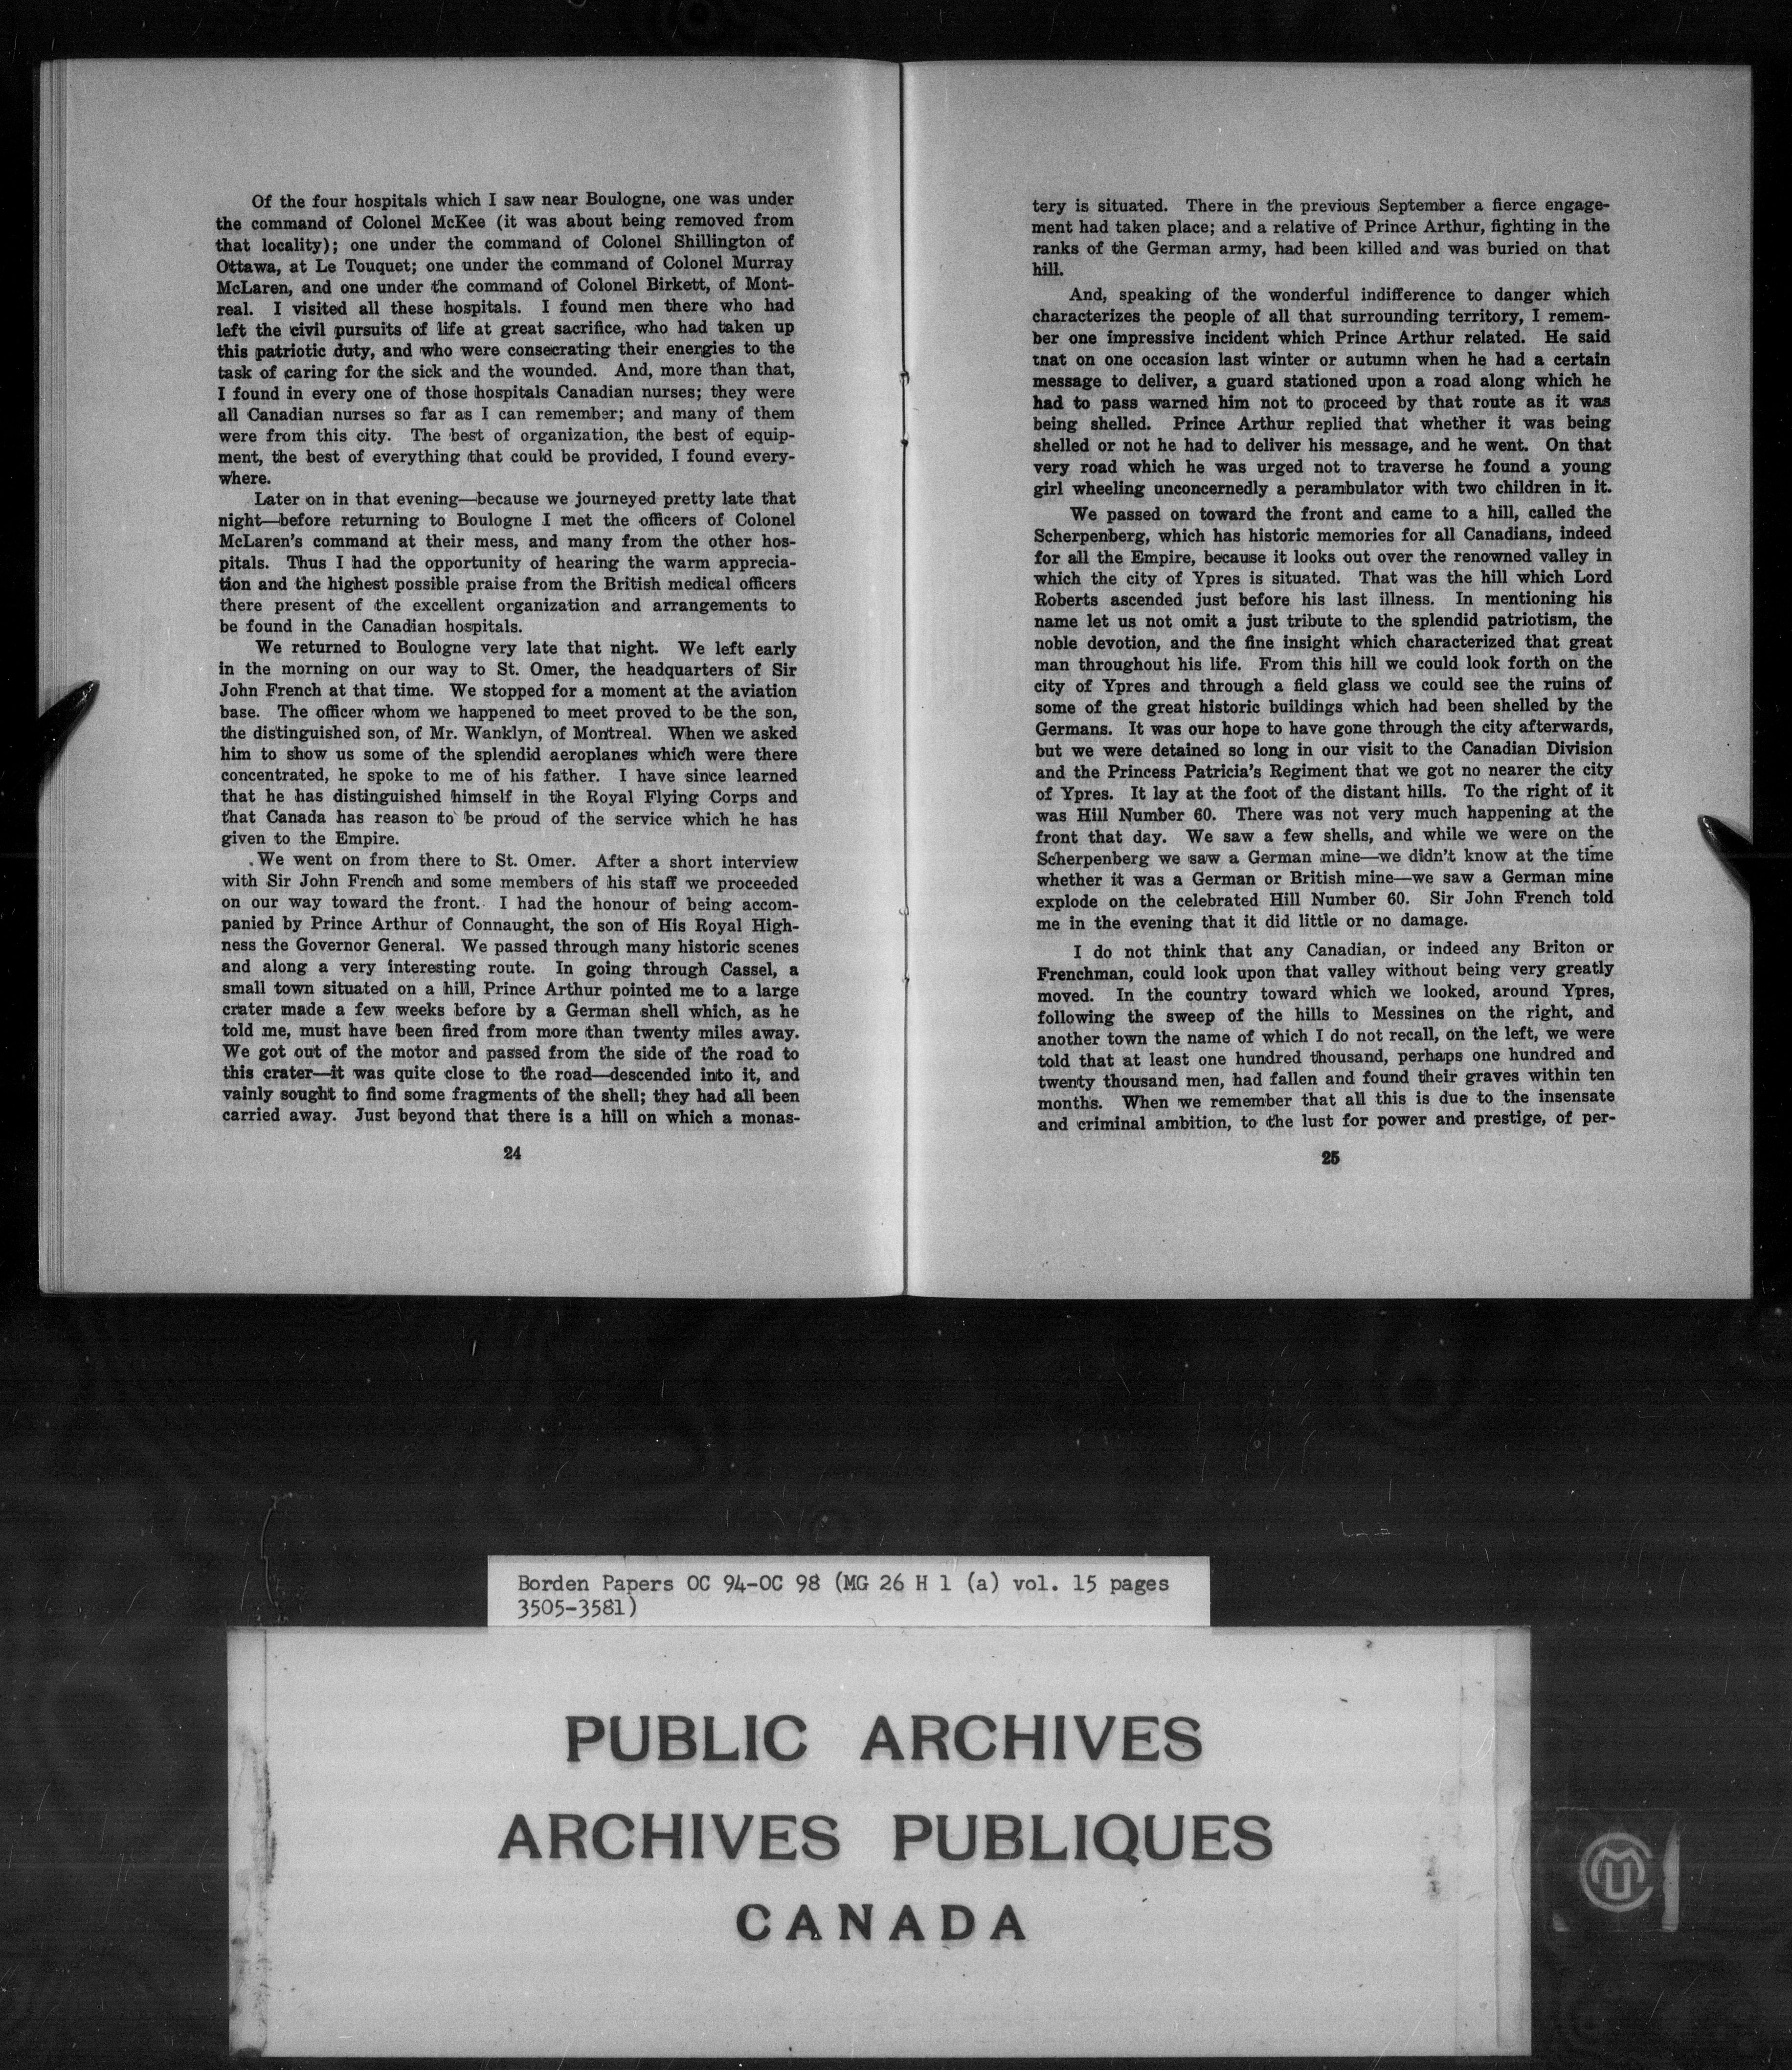 Of the four hospitals which I saw near Boulogne, one was under
the command of Colonel McKee (it was about being removed from
that locality); one under the command of Colonel Shillington of
Ottawa, at Le Touquet; one under the command of Colonel Murray
McLaren, and one under the command of Colonel Birkett, of Mont-
real. I visited all these hospitals. I found men there who had
left the civil pursuits of life at great sacrifice, who had taken up
this patriotic duty, and who were consecrating their energies to the
task of caring for the sick and the wounded. And, more than that,
I found in every one of those hospitals Canadian nurses; they were
all Canadian nurses so far as I can remember; and many of them
were from this city. The best of organization, the best of equip-
ment, the best of everything that could be provided, I found every-
where.
Later on in that evening—because we journeyed pretty late that
night—before returning to Boulogne I met the officers of Colonel
McLaren's command at their mess, and many from the other hos-
pitals. Thus I had the opportunity of hearing the warm apprecia-
tion and the highest possible praise from the British medical officers
there present of the excellent organization and arrangements to
be found in the Canadian hospitals.
We returned to Boulogne very late that night. We left early
in the morning on our way to St. Omer, the headquarters of Sir
John French at that time. We stopped for a moment at the aviation
base. The officer whom we happened to meet proved to be the son,
the distinguished son, of Mr. Wanklyn, of Montreal. When we asked
him to show us some of the splendid aeroplanes which were there
concentrated, he spoke to me of his father. I have since learned
that he has distinguished himself in the Royal Flying Corps and
that Canada has reason to be proud of the service which he has
given to the Empire.
We went on from there to St. Omer. After a short interview
with Sir John French and some members of his staff we proceeded
on our way toward the front. I had the honour of being accom-
panied by Prince Arthur of Connaught, the son of His Royal High-
ness the Governor General. We passed through many historic scenes
and along a very interesting route. In going through Cassel, a
small town situated on a hill, Prince Arthur pointed me to a large
crater made a few weeks before by a German shell which, as he
told me, must have been fired from more than twenty miles away.
We got out of the motor and passed from the side of the road to
this crater—it was quite close to the road—descended into it, and
vainly sought to find some fragments of the shell; they had all been
carried away. Just beyond that there is a hill on which a monas-
24
tery is situated. There in the previous September a fierce engage-
ment had taken place; and a relative of Prince Arthur, fighting in the
ranks of the German army, had been killed and was buried on that
hill.
And, speaking of the wonderful indifference to danger which
characterizes the people of all that surrounding territory, I remem-
ber one impressive incident which Prince Arthur related. He said
tnat on one occasion last winter or autumn when he had a certain
message to deliver, a guard stationed upon a road along which he
had to pass warned him not to proceed by that route as it was
being shelled. Prince Arthur replied that whether it was being
shelled or not he had to deliver his message, and he went. On that
very road which he was urged not to traverse he found a young
girl wheeling unconcernedly a perambulator with two children in it.
We passed on toward the front and came to a hill, called the
Scherpenberg, which has historic memories for all Canadians, indeed
for all the Empire, because it looks out over the renowned valley in
which the city of Ypres is situated. That was the hill which Lord
Roberts ascended just before his last illness. In mentioning his
name let us not omit a just tribute to the splendid patriotism, the
noble devotion, and the fine insight which characterized that great
man throughout his life. From this hill we could look forth on the
city of Ypres and through a field glass we could see the ruins of
some of the great historic buildings which had been shelled by the
Germans. It was our hope to have gone through the city afterwards,
but we were detained so long in our visit to the Canadian Division
and the Princess Patricia's Regiment that we got no nearer the city
of Ypres. It lay at the foot of the distant hills. To the right of it
was Hill Number 60. There was not very much happening at the
front that day. We saw a few shells, and while we were on the
Scherpenberg we saw a German mine—we didn't know at the time
whether it was a German or British mine—we saw a German mine
explode on the celebrated Hill Number 60. Sir John French told
me in the evening that it did little or no damage.
I do not think that any Canadian, or indeed any Briton or
Frenchman, could look upon that valley without being very greatly
moved. In the country toward which we looked, around Ypres,
following the sweep of the hills to Messines on the right, and
another town the name of which I do not recall, on the left, we were
told that at least one hundred thousand, perhaps one hundred and
twenty thousand men, had fallen and found their graves within ten
months. When we remember that all this is due to the insensate
and criminal ambition, to the lust for power and prestige, of per-
25
Borden Papers OC 94-OC 98 (MG 26 H 1 (a) vol. 15 pages
3505-3581)
PUBLIC ARCHIVES
ARCHIVES PUBLIQUES
CANADA